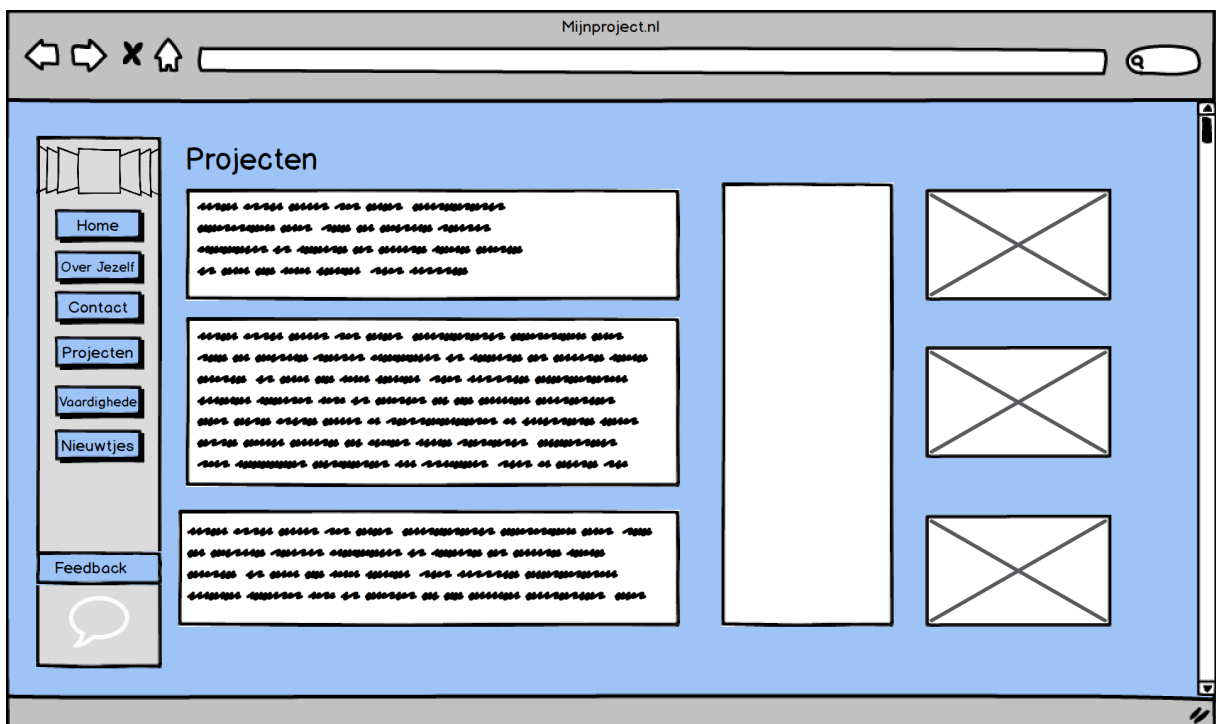 Mijnproject.nl
Projecten
Home
Over Jezelf
Contact
Projecten
Vaardighede
Nieuwtjes
Feedback